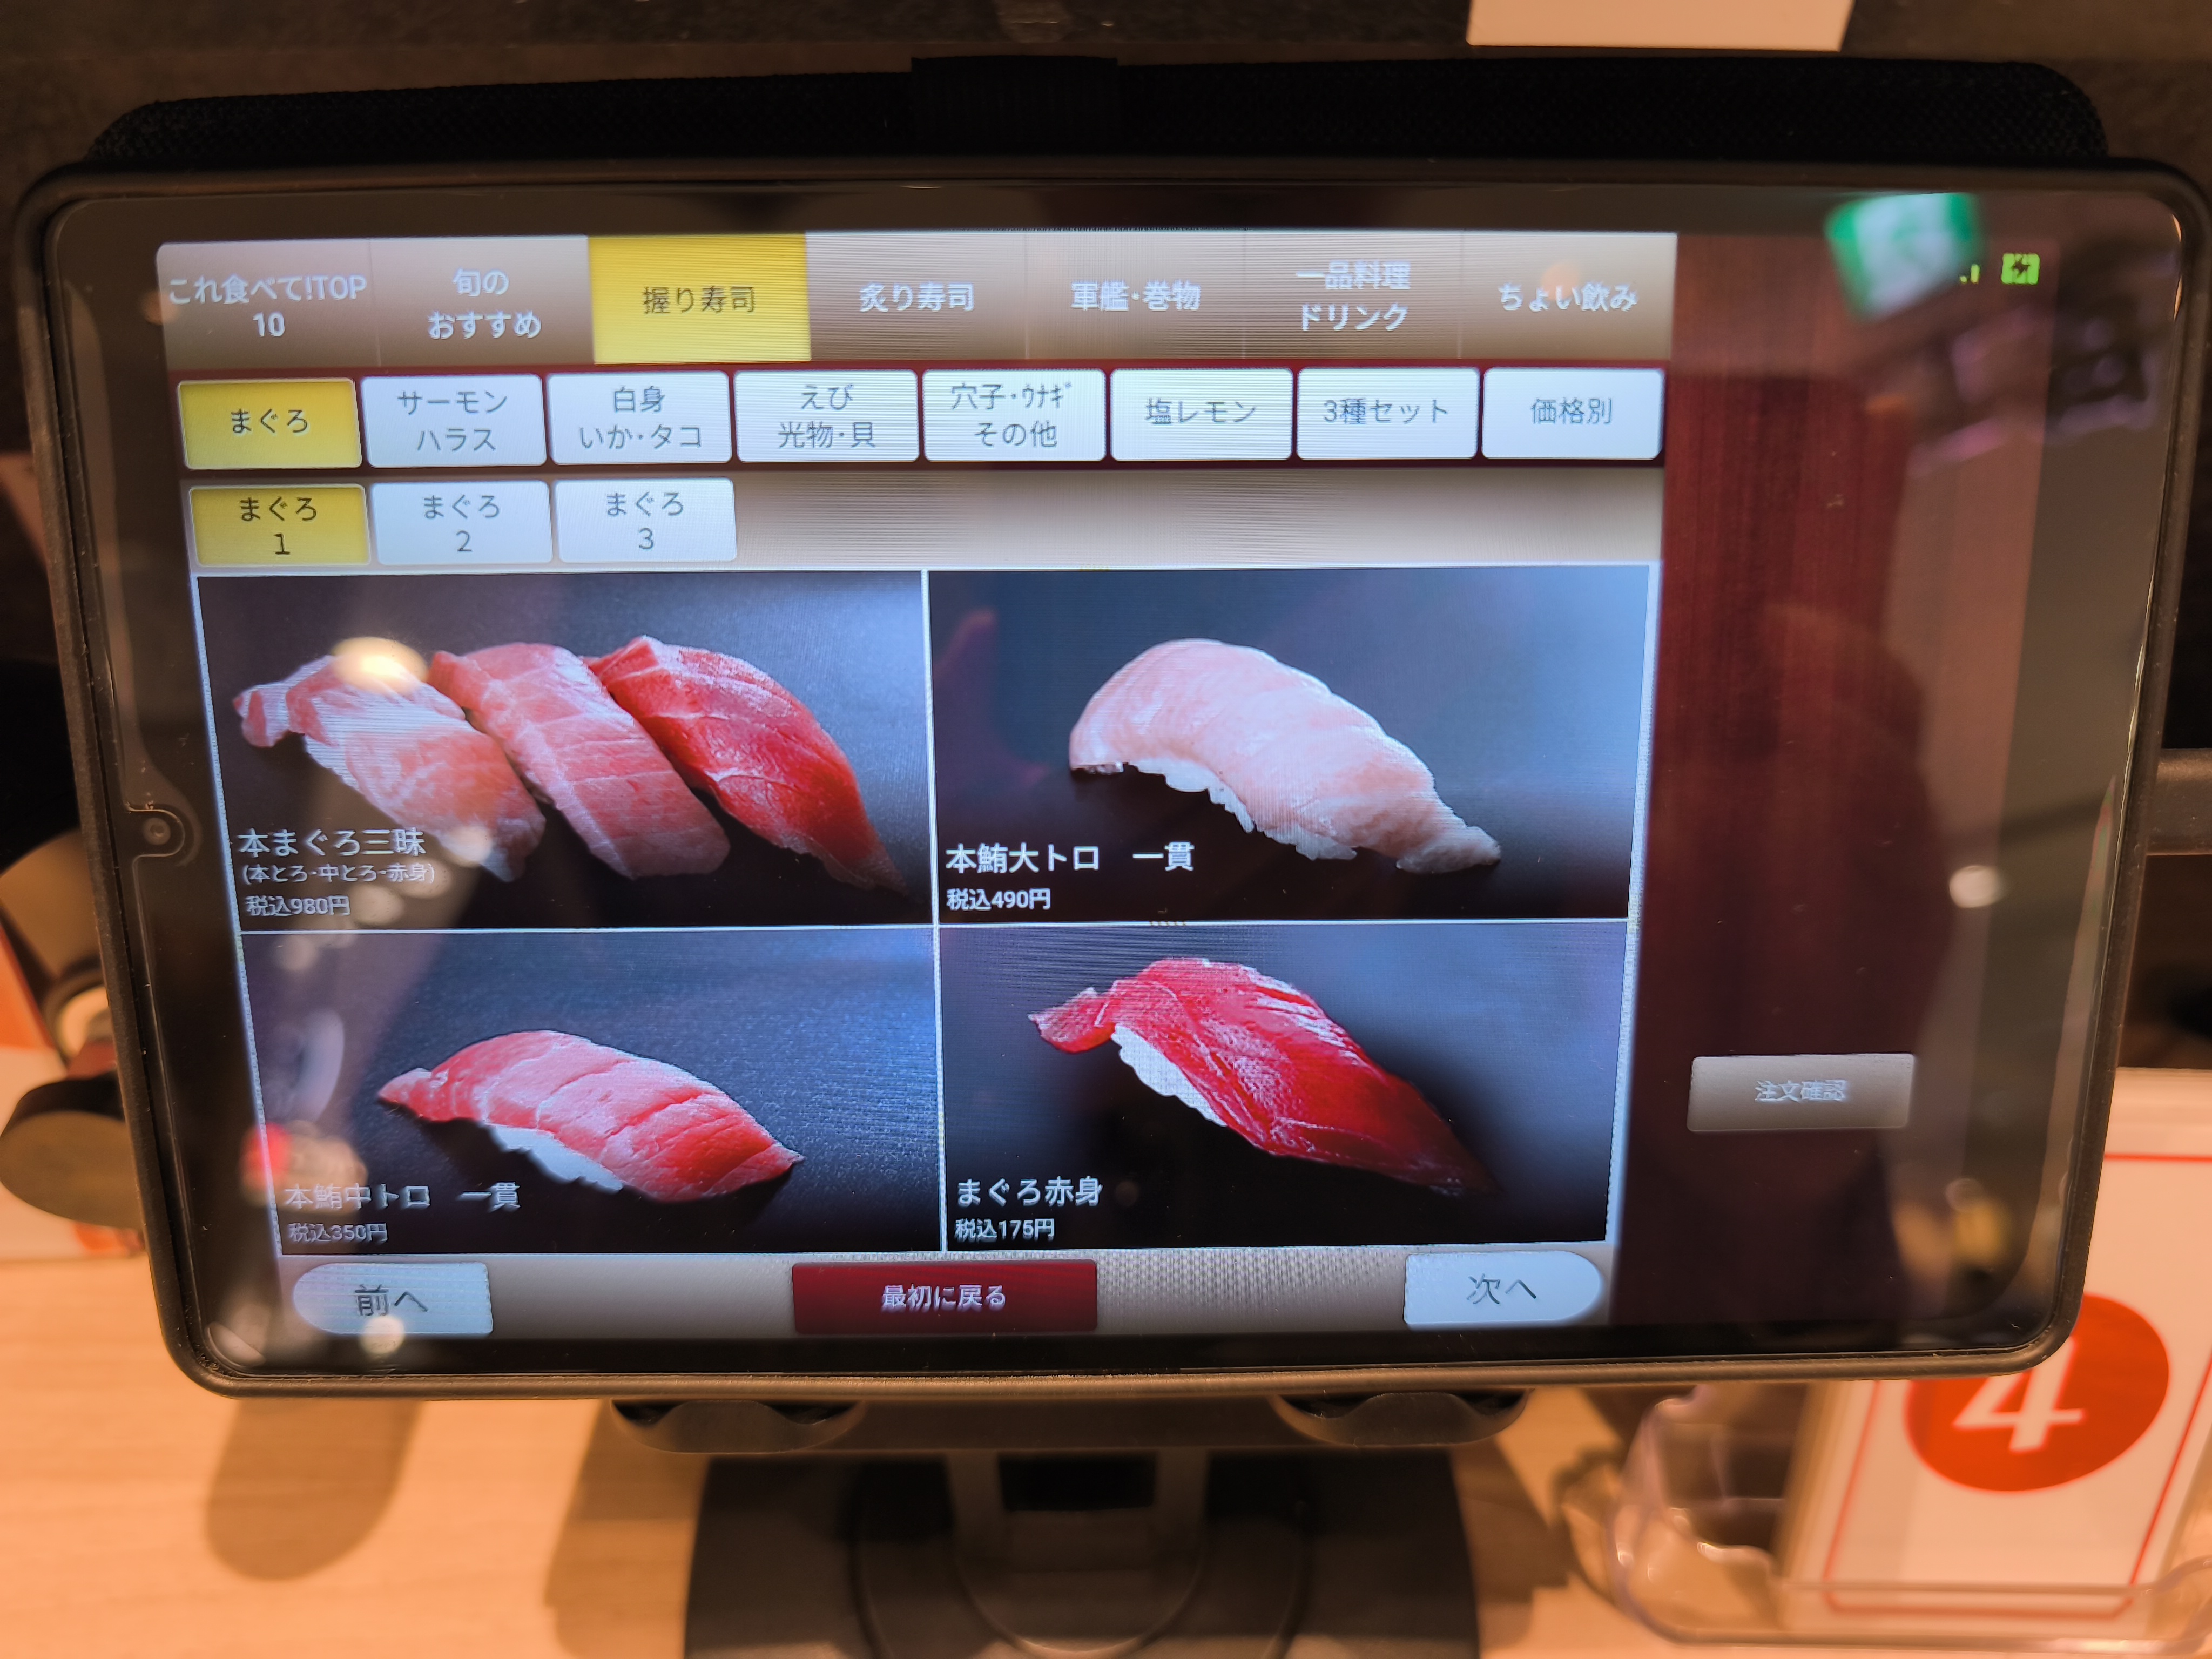 これ食べて!TOP
10
旬の
おすすめ
握り寿司
炙り寿司
軍艦･巻物
一品料理
ドリンク
ちょい飲み
まぐろ
サーモン
ハラス
白身
いか･タコ
えび
光物･貝
穴子･ｳﾅｷﾞ
その他
塩レモン
3種セット
価格別
まぐろ
1
まぐろ
2
まぐろ
3
本まぐろ三昧
(本とろ･中とろ･赤身)
税込980円
本鮪大トロ　一貫
税込490円
本鮪中トロ　一貫
税込350円
まぐろ赤身
税込175円
注文確認
前へ
最初に戻る
次へ
4